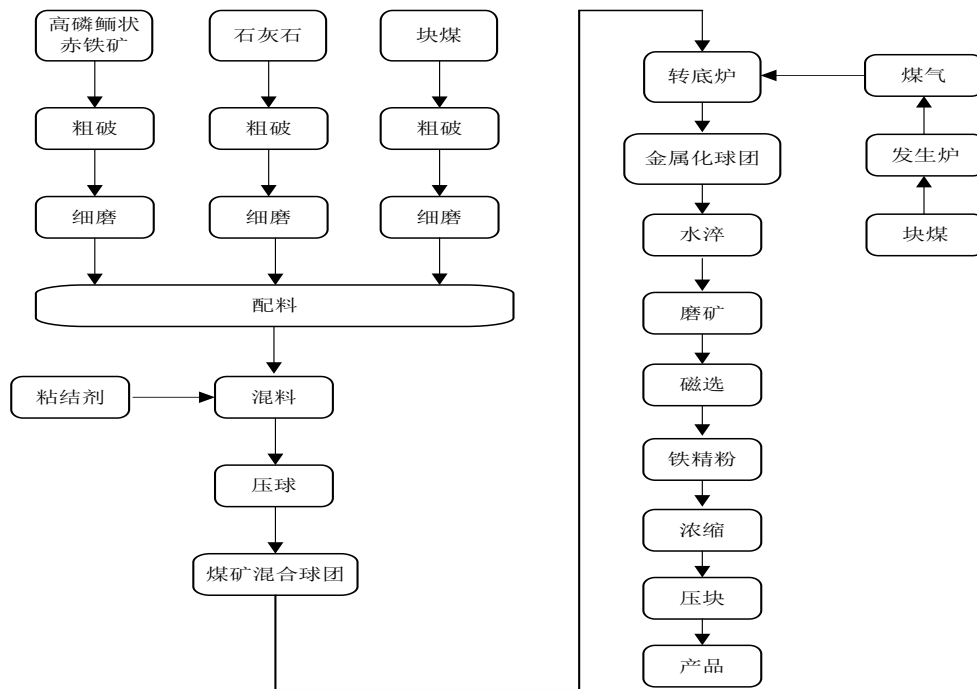 高磷鲕状
赤铁矿
石灰石
块煤
粗破
粗破
粗破
细磨
细磨
细磨
配料
粘结剂
混料
压球
煤矿混合球团
转底炉
煤气
金属化球团
发生炉
水淬
块煤
磨矿
磁选
铁精粉
浓缩
压块
产品